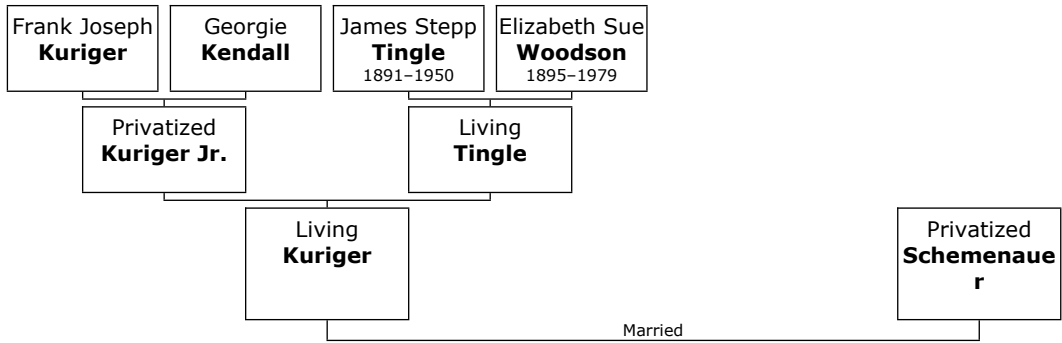 Frank Joseph
Kuriger
Georgie
Kendall
James Stepp
Tingle
1891–1950
Elizabeth Sue
Woodson
1895–1979
Privatized
Kuriger Jr.
Living
Tingle
Living
Kuriger
Privatized
Schemenaue
r
Married